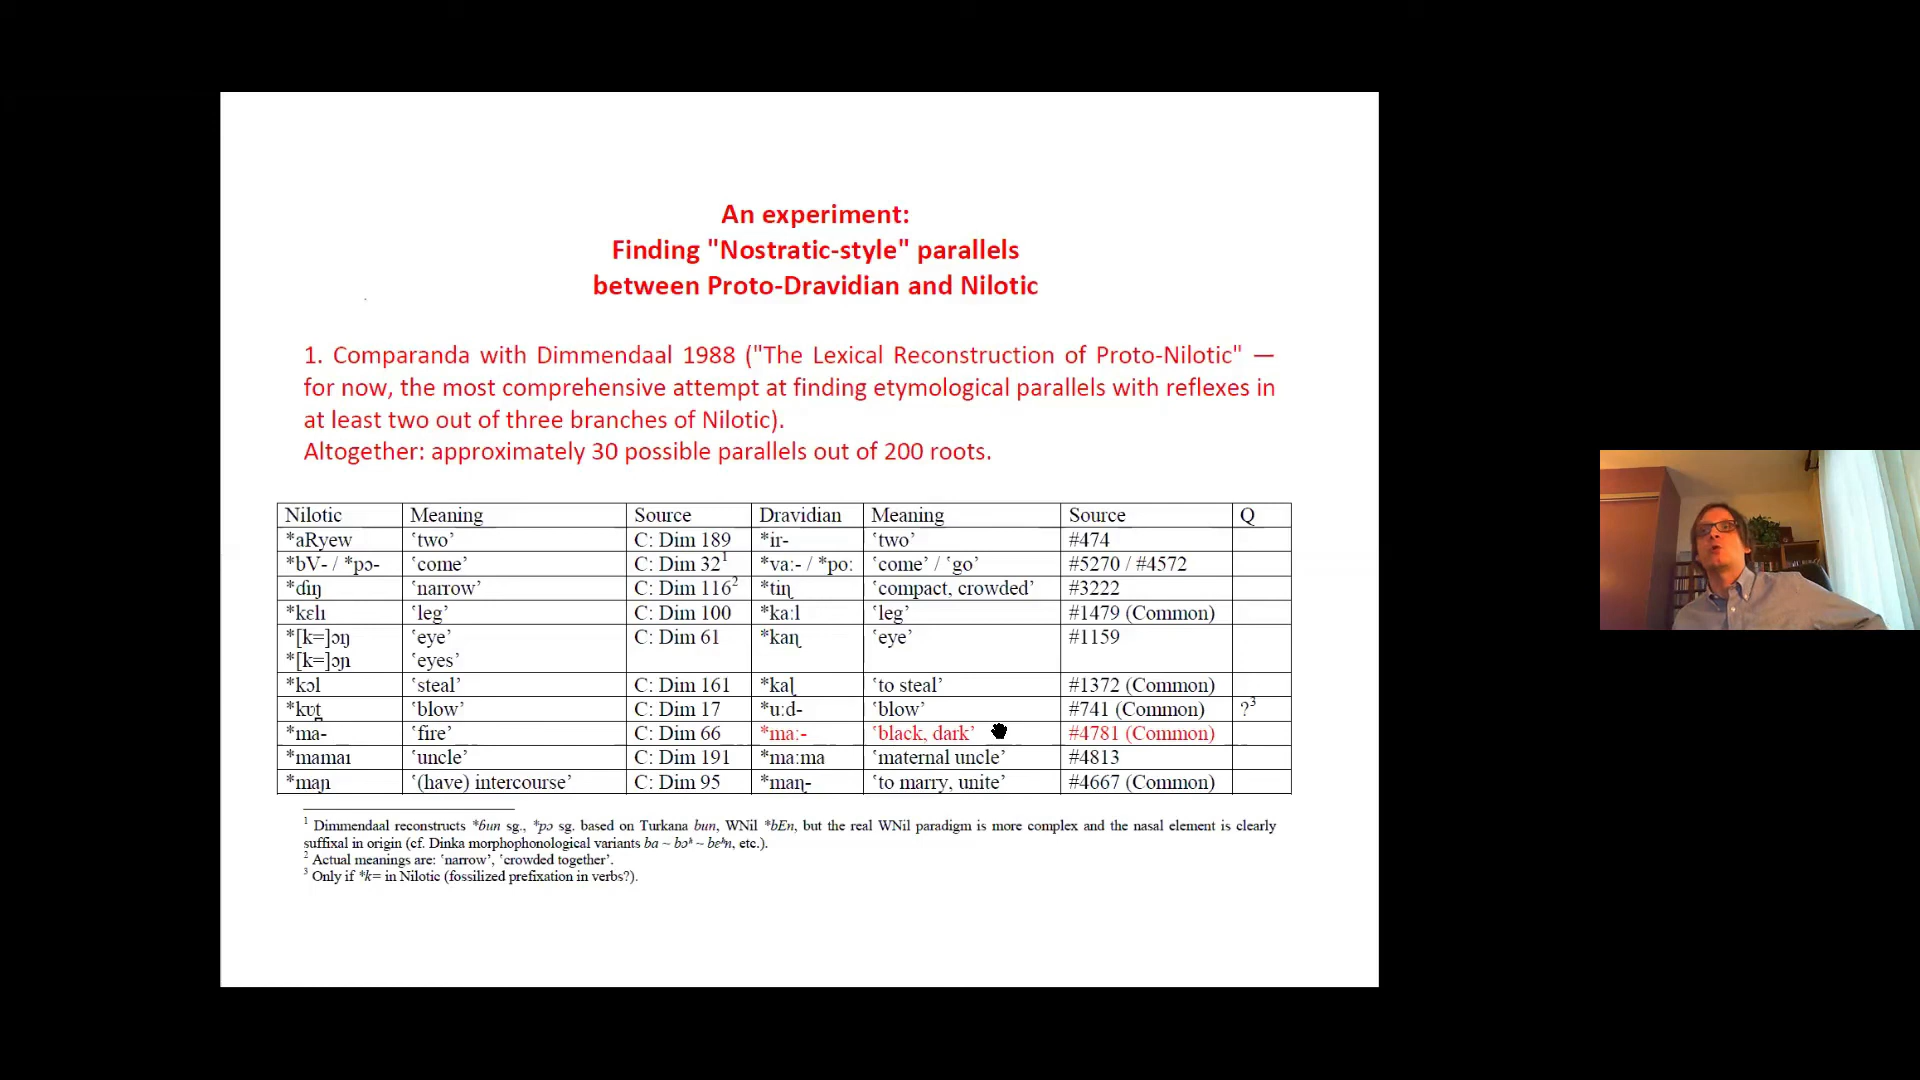 An experiment:
Finding "Nostratic-style" parallels
between Proto-Dravidian and Nilotic
1. Comparanda with Dimmendaal 1988 ("The Lexical Reconstruction of Proto-Nilotic" —
for now, the most comprehensive attempt at finding etymological parallels with reflexes in
at least two out of three branches of Nilotic).
Altogether: approximately 30 possible parallels out of 200 roots.
Nilotic Meaning Source Dravidian Meaning Source Q
*aRyew ‘two’ C: Dim 189 *ir- ‘two’ #474
*bV- / *pɔ- ‘come’ C: Dim 32¹ *va:- / *po: ‘come’ / ‘go’ #5270 / #4572
*ɗɪŋ ‘narrow’ C: Dim 116² *tiɳ ‘compact, crowded’ #3222
*kɛlɪ ‘leg’ C: Dim 100 *ka:l ‘leg’ #1479 (Common)
*[k=]ɔŋ ‘eye’ C: Dim 61 *kaɳ ‘eye’ #1159
*[k=]ɔɲ ‘eyes’
*kɔl ‘steal’ C: Dim 161 *kaɭ ‘to steal’ #1372 (Common)
*kʊt̪ ‘blow’ C: Dim 17 *u:d- ‘blow’ #741 (Common) ?³
*ma- ‘fire’ C: Dim 66 *ma:- ‘black, dark’ #4781 (Common)
*mamaɪ ‘uncle’ C: Dim 191 *ma:ma ‘maternal uncle’ #4813
*maɲ ‘(have) intercourse’ C: Dim 95 *maɳ- ‘to marry, unite’ #4667 (Common)
¹ Dimmendaal reconstructs *ɓun sg., *pɔ sg. based on Turkana bun, WNil *bEn, but the real WNil paradigm is more complex and the nasal element is clearly
suffixal in origin (cf. Dinka morphophonological variants ba ~ bɔʰ ~ bɛʰn, etc.).
² Actual meanings are: ‘narrow’, ‘crowded together’.
³ Only if *k= in Nilotic (fossilized prefixation in verbs?).